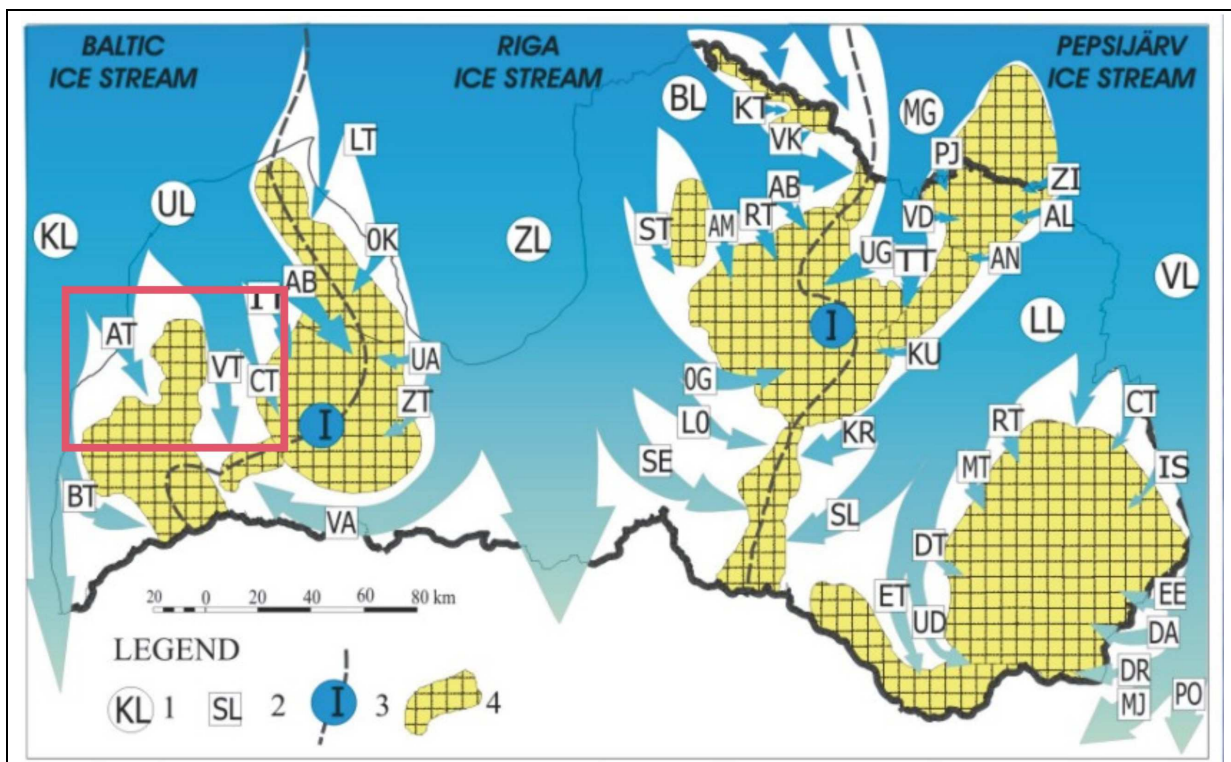 BALTIC
ICE STREAM
RIGA
ICE STREAM
PEPSIJÄRV
ICE STREAM
BL
KT
VK
MG
PJ
ZI
LT
UL
KL
AB
RT
AM
ST
VD
AL
OK
ZL
UG
TT
AN
VL
AB
TT
AT
I
LL
VT
CT
UA
KU
ZT
I
OG
LO
KR
RT
CT
SE
MT
IS
BT
VA
SL
DT
EE
ET
UD
DA
DR
MJ
PO
20 0 20 40 60 80 km
LEGEND
KL 1 SL 2 I 3 4